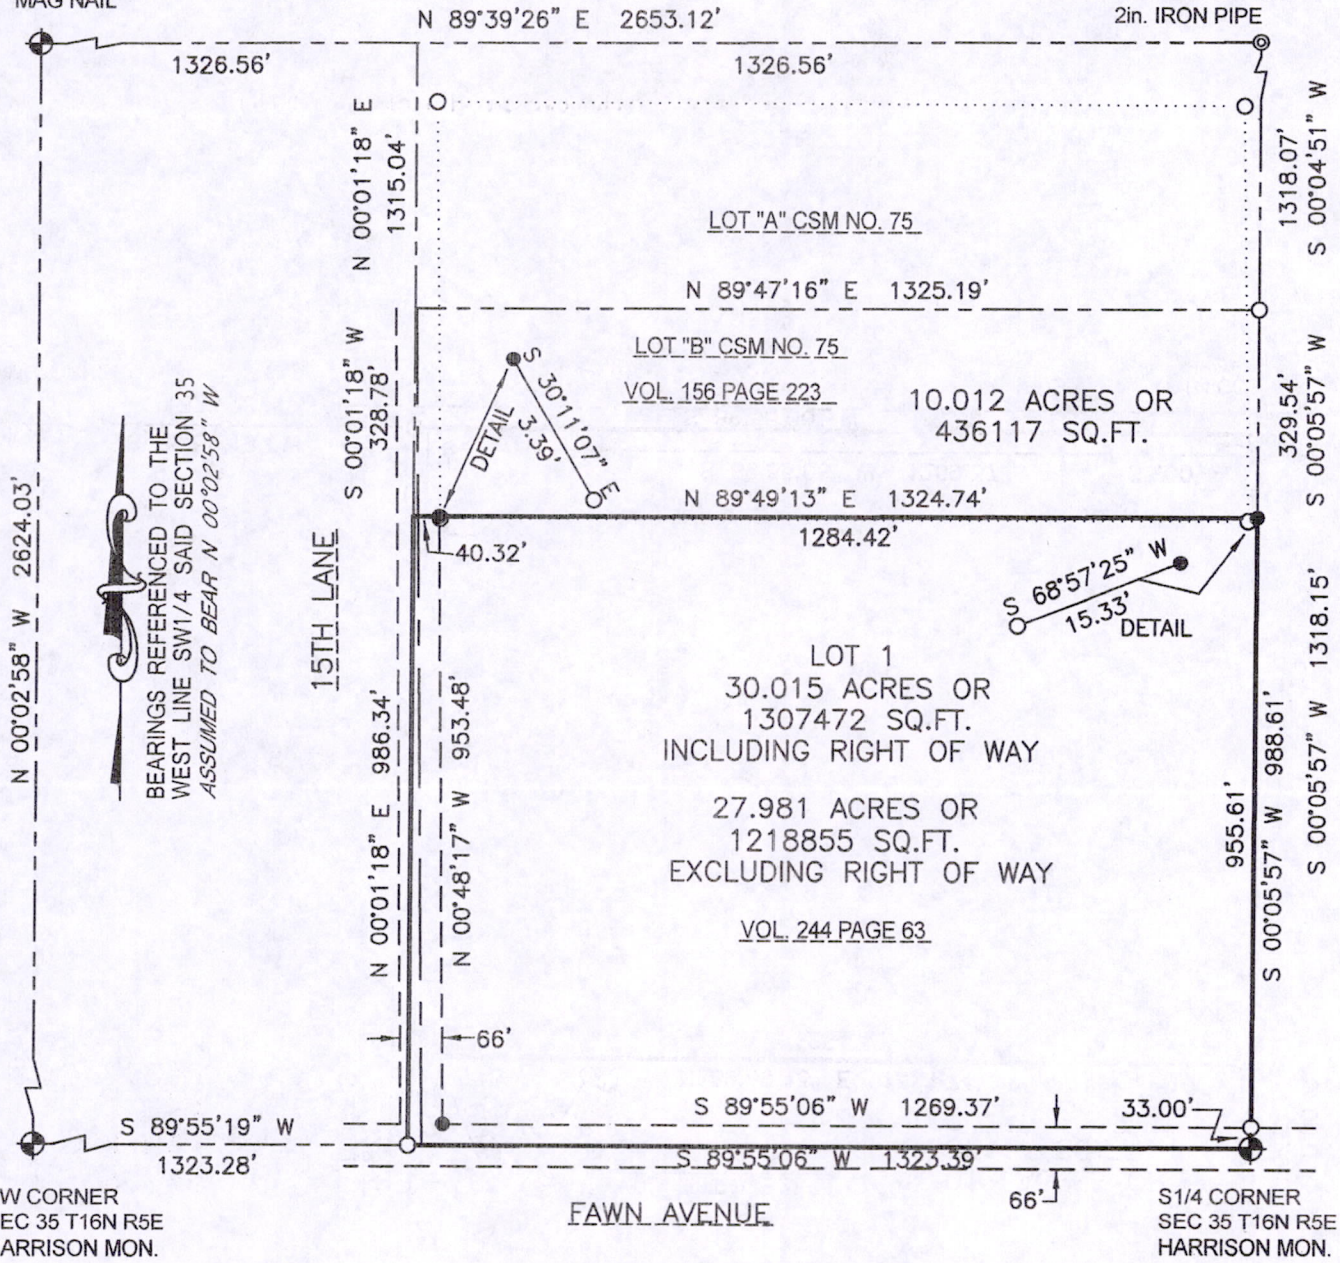 MAG NAIL
N 89°39'26" E 2653.12'
2in. IRON PIPE
1326.56'
1326.56'
N 00°01'18" E
1315.04'
1318.07'
S 00°04'51" W
LOT "A" CSM NO. 75
N 89°47'16" E 1325.19'
LOT "B" CSM NO. 75
VOL. 156 PAGE 223
10.012 ACRES OR
436117 SQ.FT.
S 00°01'18" W
328.78'
329.54'
S 00°05'57" W
DETAIL
S 30°11'07" E
3.39'
N 89°49'13" E 1324.74'
1284.42'
40.32'
N 00°02'58" W 2624.03'
BEARINGS REFERENCED TO THE
WEST LINE SW1/4 SAID SECTION 35
ASSUMED TO BEAR N 00°02'58" W
15TH LANE
S 68°57'25" W
15.33'
DETAIL
LOT 1
30.015 ACRES OR
1307472 SQ.FT.
INCLUDING RIGHT OF WAY
27.981 ACRES OR
1218855 SQ.FT.
EXCLUDING RIGHT OF WAY
VOL. 244 PAGE 63
N 00°01'18" E 986.34'
N 00°48'17" W 953.48'
955.61'
S 00°05'57" W 988.61'
S 00°05'57" W 1318.15'
66'
S 89°55'06" W 1269.37'
33.00'
S 89°55'19" W
1323.28'
S 89°55'06" W 1323.39'
66'
FAWN AVENUE
W CORNER
EC 35 T16N R5E
ARRISON MON.
S1/4 CORNER
SEC 35 T16N R5E
HARRISON MON.